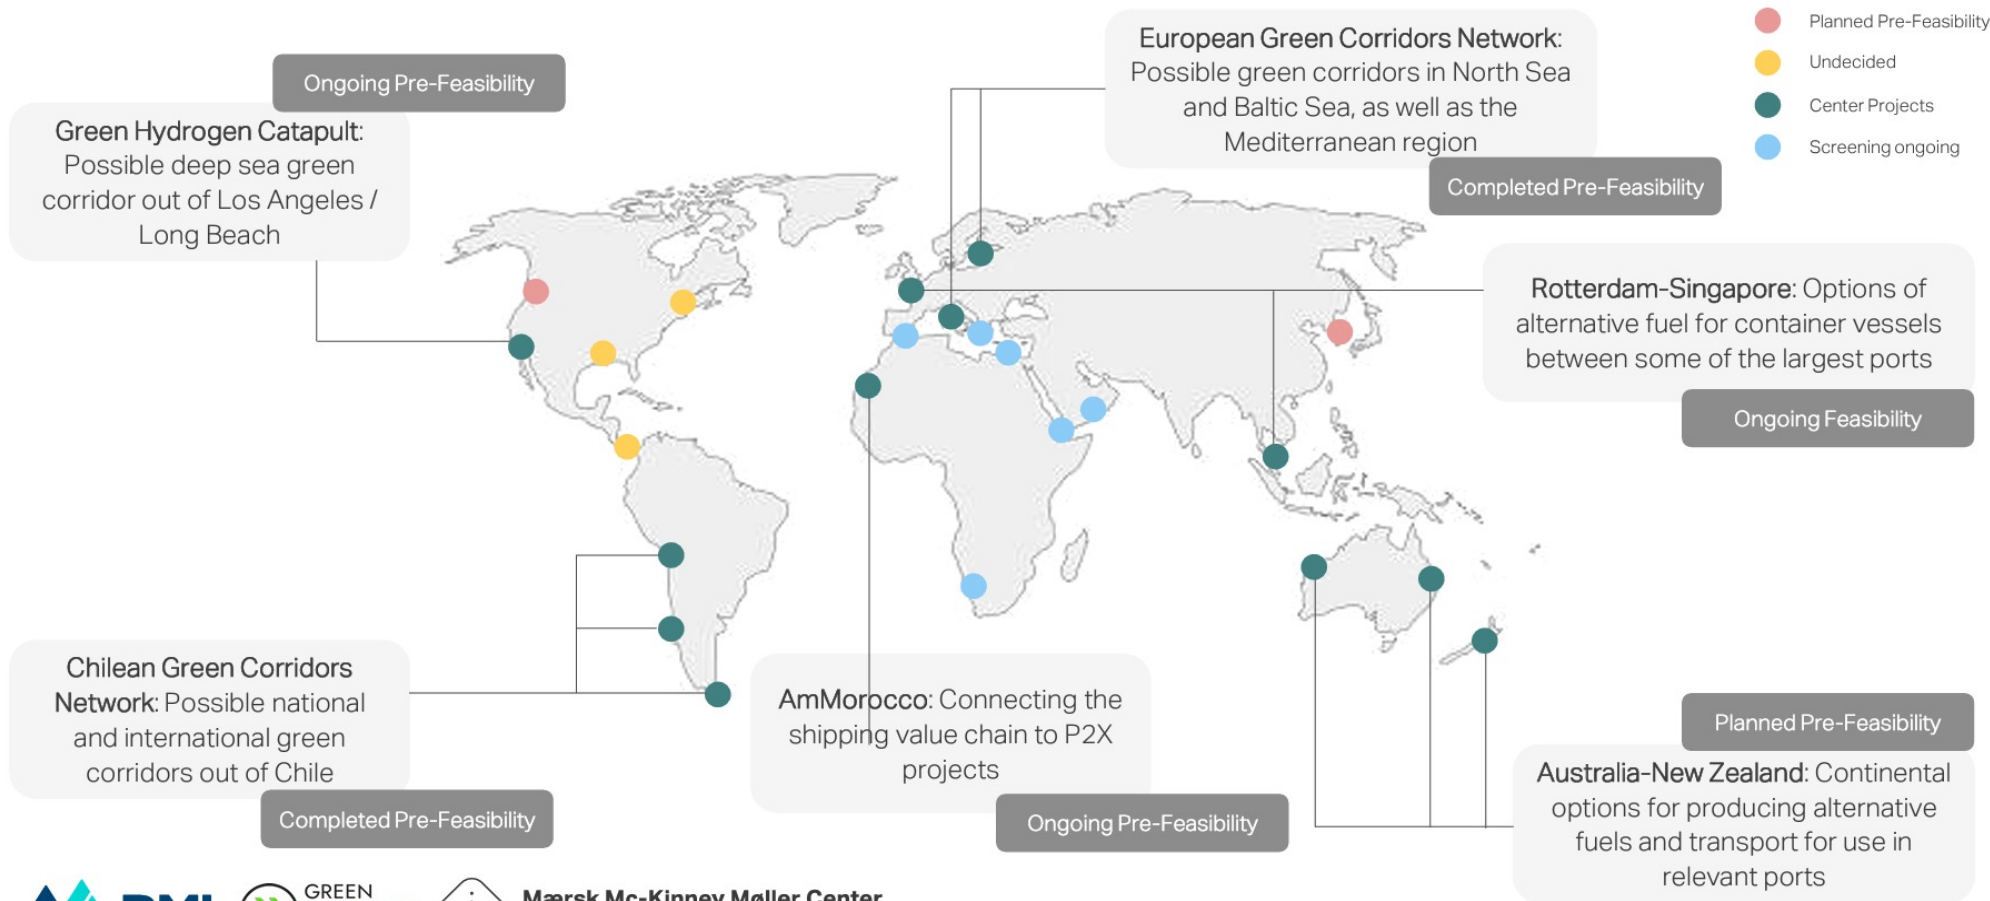 Planned Pre-Feasibility
Undecided
Center Projects
Screening ongoing
European Green Corridors Network:
Possible green corridors in North Sea
and Baltic Sea, as well as the
Mediterranean region
Completed Pre-Feasibility
Ongoing Pre-Feasibility
Green Hydrogen Catapult:
Possible deep sea green
corridor out of Los Angeles /
Long Beach
Rotterdam-Singapore: Options of
alternative fuel for container vessels
between some of the largest ports
Ongoing Feasibility
Chilean Green Corridors
Network: Possible national
and international green
corridors out of Chile
Completed Pre-Feasibility
AmMorocco: Connecting the
shipping value chain to P2X
projects
Ongoing Pre-Feasibility
Planned Pre-Feasibility
Australia-New Zealand: Continental
options for producing alternative
fuels and transport for use in
relevant ports
RMI
GREEN
Mærsk Mc-Kinney Møller Center